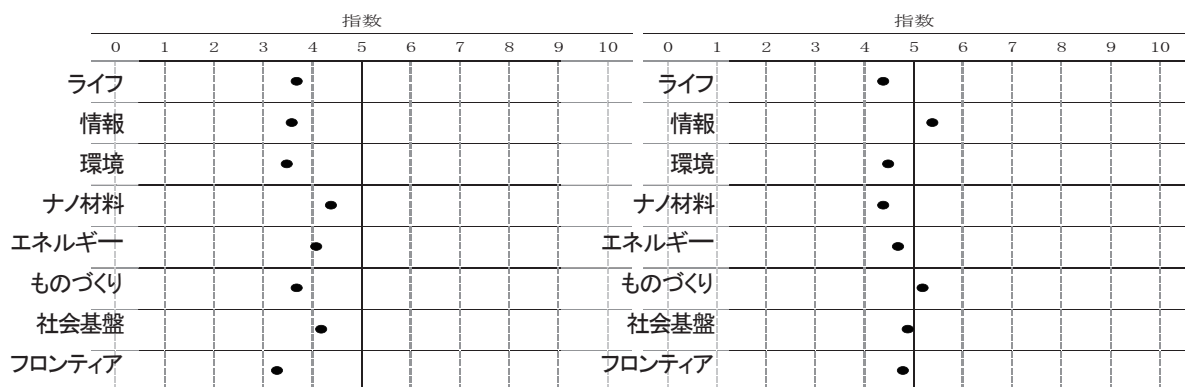 指数
0 1 2 3 4 5 6 7 8 9 10
ライフ
情報
環境
ナノ材料
エネルギー
ものづくり
社会基盤
フロンティア
指数
0 1 2 3 4 5 6 7 8 9 10
ライフ
情報
環境
ナノ材料
エネルギー
ものづくり
社会基盤
フロンティア